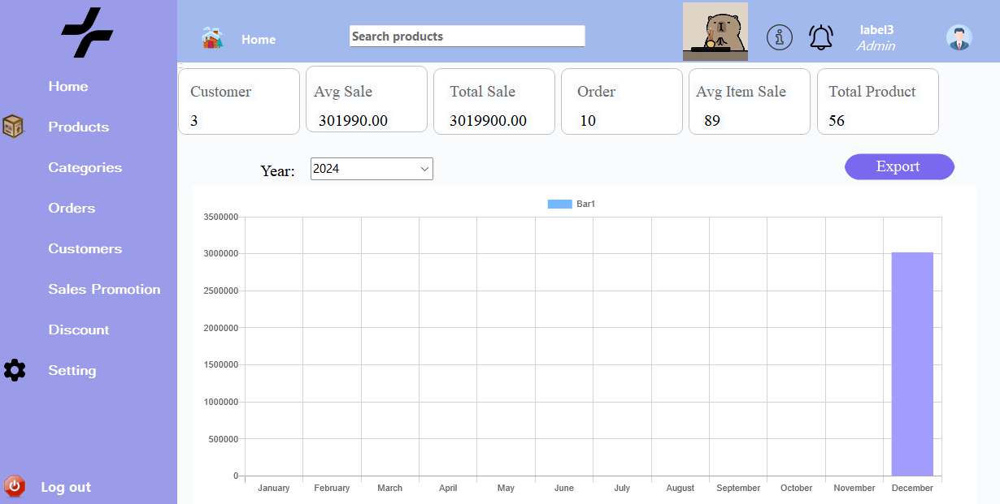 Home
Search products
label3
Admin
Home
Products
Categories
Orders
Customers
Sales Promotion
Discount
Setting
Log out
Customer
3
Avg Sale
301990.00
Total Sale
3019900.00
Order
10
Avg Item Sale
89
Total Product
56
Year: 2024
Export
Bar1
3500000
3000000
2500000
2000000
1500000
1000000
500000
0
January February March April May June July August September October November December